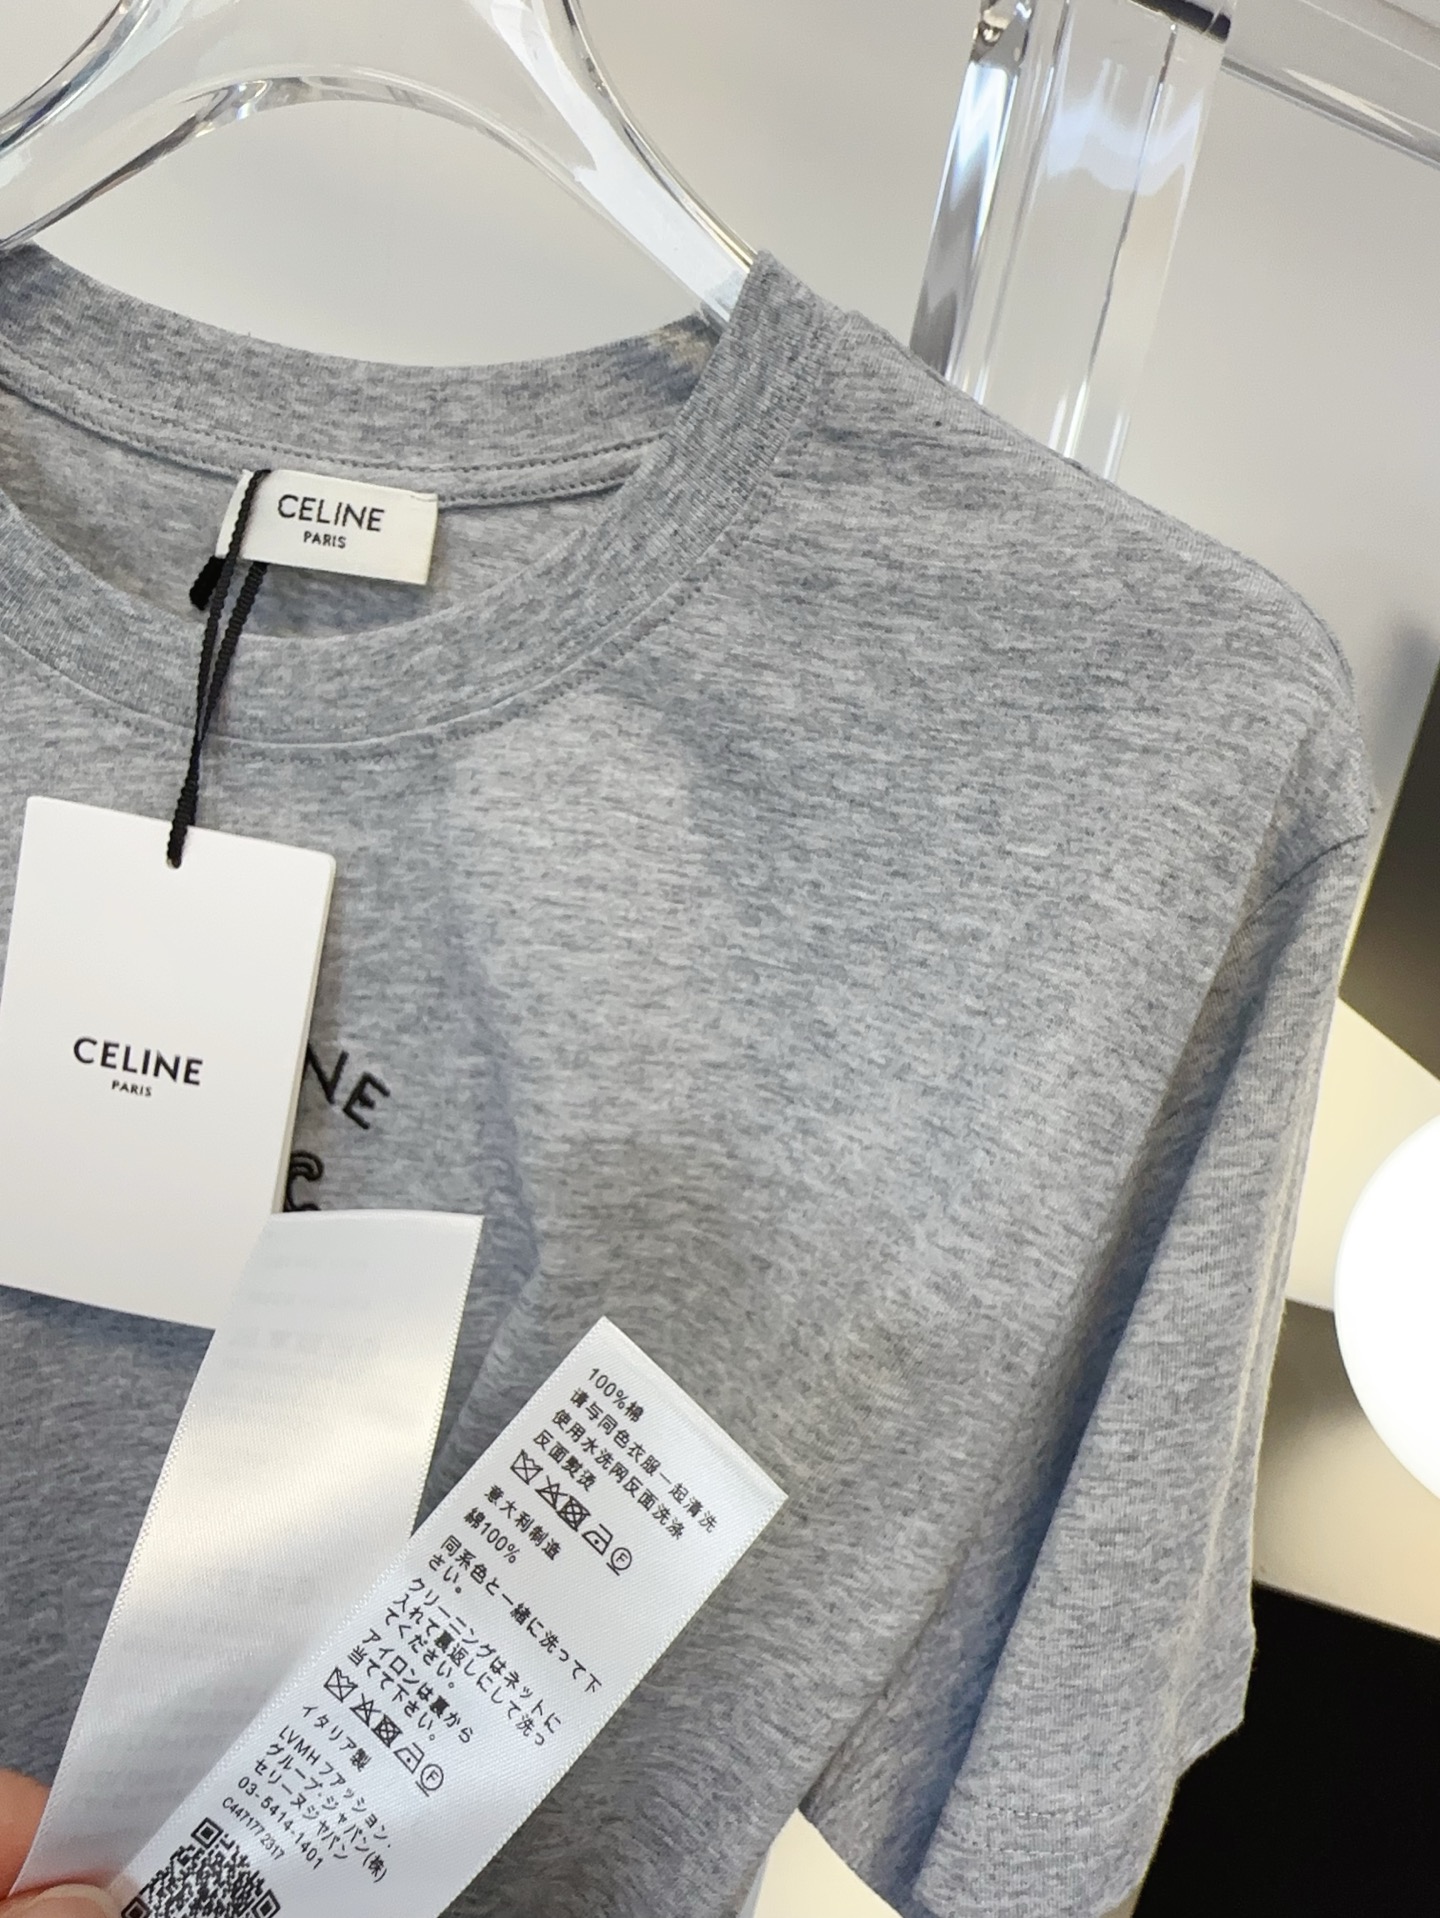 CELINE
PARIS
CELINE
PARIS
NE
100%棉
请与同色衣服一起清洗
使用水洗网反面洗涤
反面熨烫
意大利制造
綿100%
同系色と一緒に洗って下
さい。
クリーニングはネットに
入れて裏返しにして洗っ
てください。
アイロンは裏から
当てて下さい。
F
F
イタリア製
LVMHファッション.
グループ・ジャパン(株)
セリーヌジャパン
03-5414-1401
C4471772317